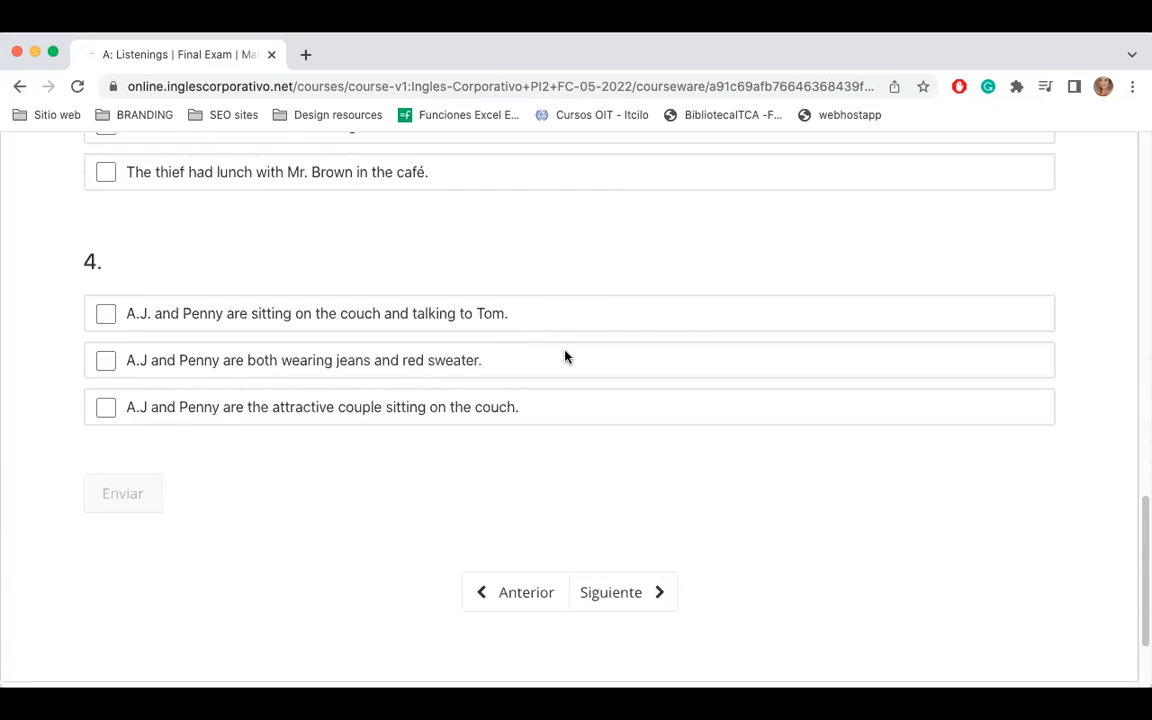 A: Listenings | Final Exam | Ma
online.inglescorporativo.net/courses/course-v1:Ingles-Corporativo+PI2+FC-05-2022/courseware/a91c69afb76646368439f...
Sitio web BRANDING SEO sites Design resources Funciones Excel E... Cursos OIT - Itcilo BibliotecaITCA -F... webhostapp
The thief had lunch with Mr. Brown in the café.
4.
A.J. and Penny are sitting on the couch and talking to Tom.
A.J and Penny are both wearing jeans and red sweater.
A.J and Penny are the attractive couple sitting on the couch.
Enviar
Anterior Siguiente